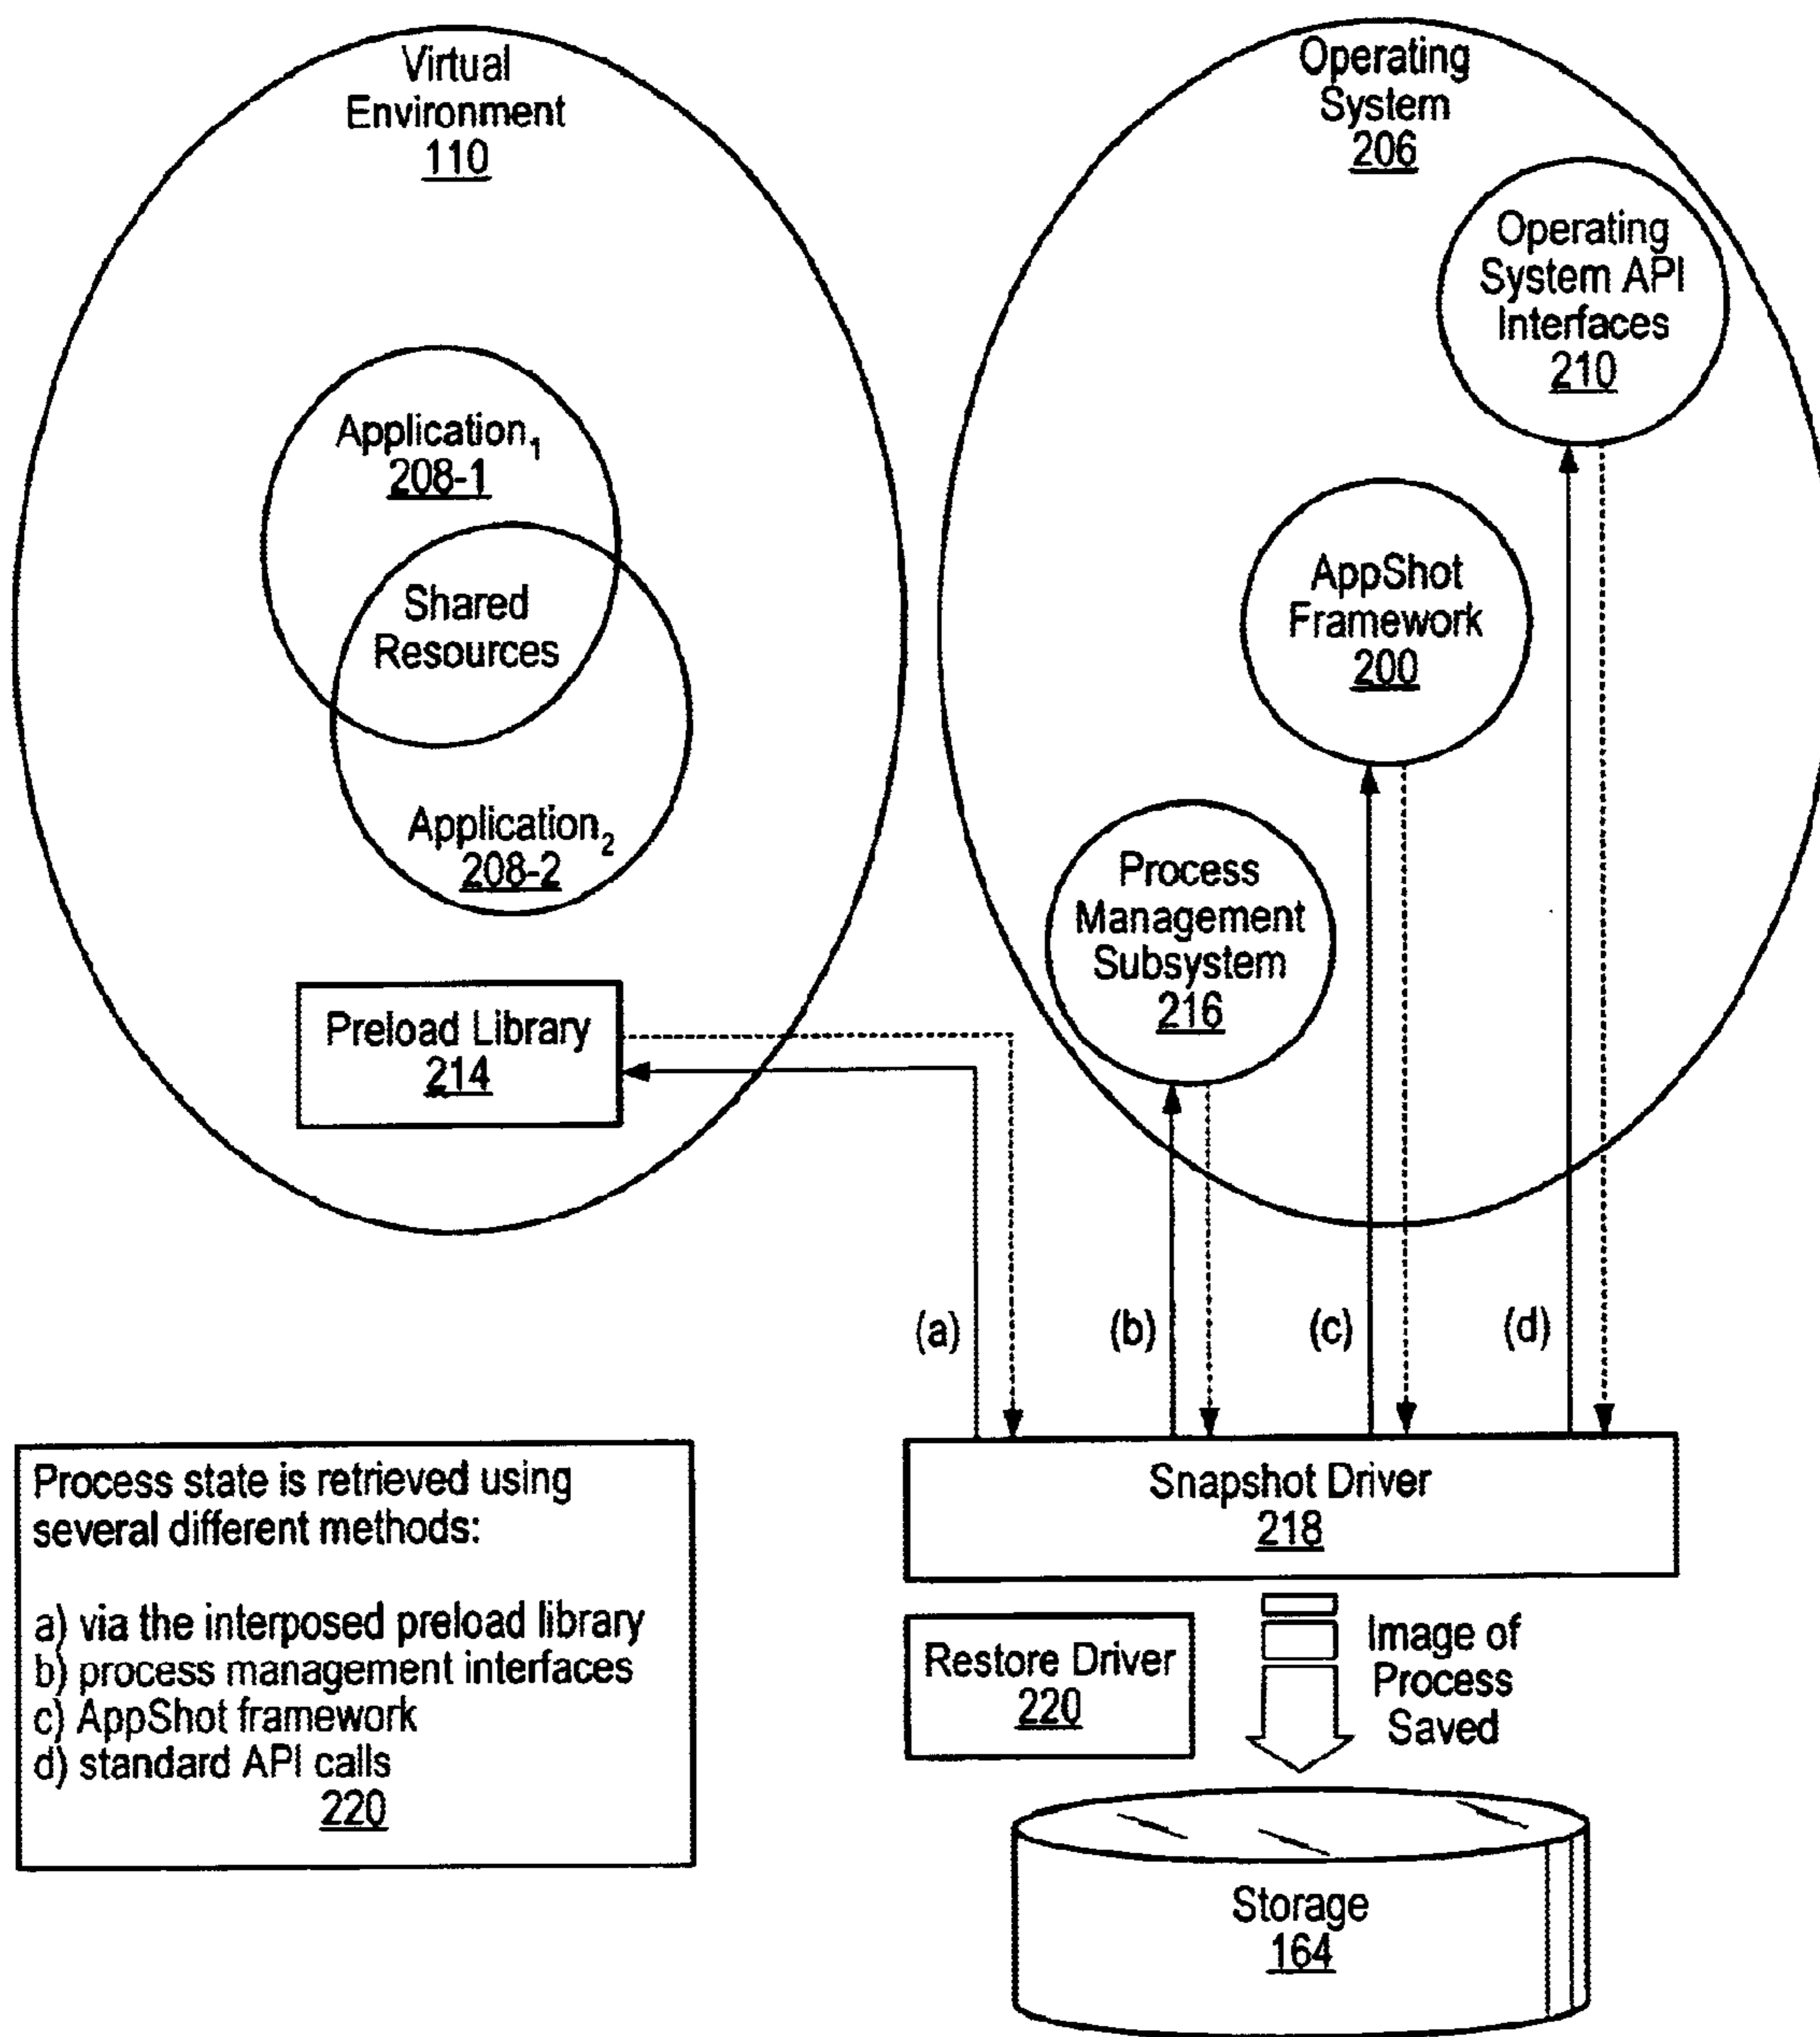 Virtual
Environment
110
Application₁
208-1
Shared
Resources
Application₂
208-2
Preload Library
214
Operating
System
206
Operating
System API
Interfaces
210
AppShot
Framework
200
Process
Management
Subsystem
216
(a)
(b)
(c)
(d)
Snapshot Driver
218
Process state is retrieved using
several different methods:
a) via the interposed preload library
b) process management interfaces
c) AppShot framework
d) standard API calls
220
Restore Driver
220
Image of
Process
Saved
Storage
164